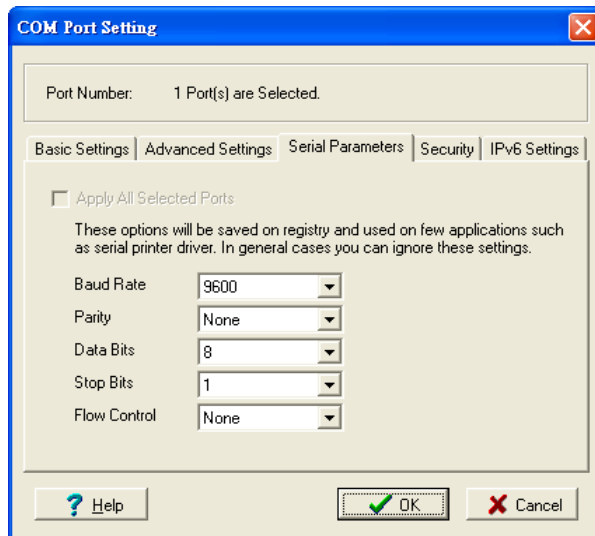 COM Port Setting
Port Number: 1 Port(s) are Selected.
Basic Settings Advanced Settings Serial Parameters Security IPv6 Settings
Apply All Selected Ports
These options will be saved on registry and used on few applications such
as serial printer driver. In general cases you can ignore these settings.
Baud Rate 9600
Parity None
Data Bits 8
Stop Bits 1
Flow Control None
? Help OK Cancel